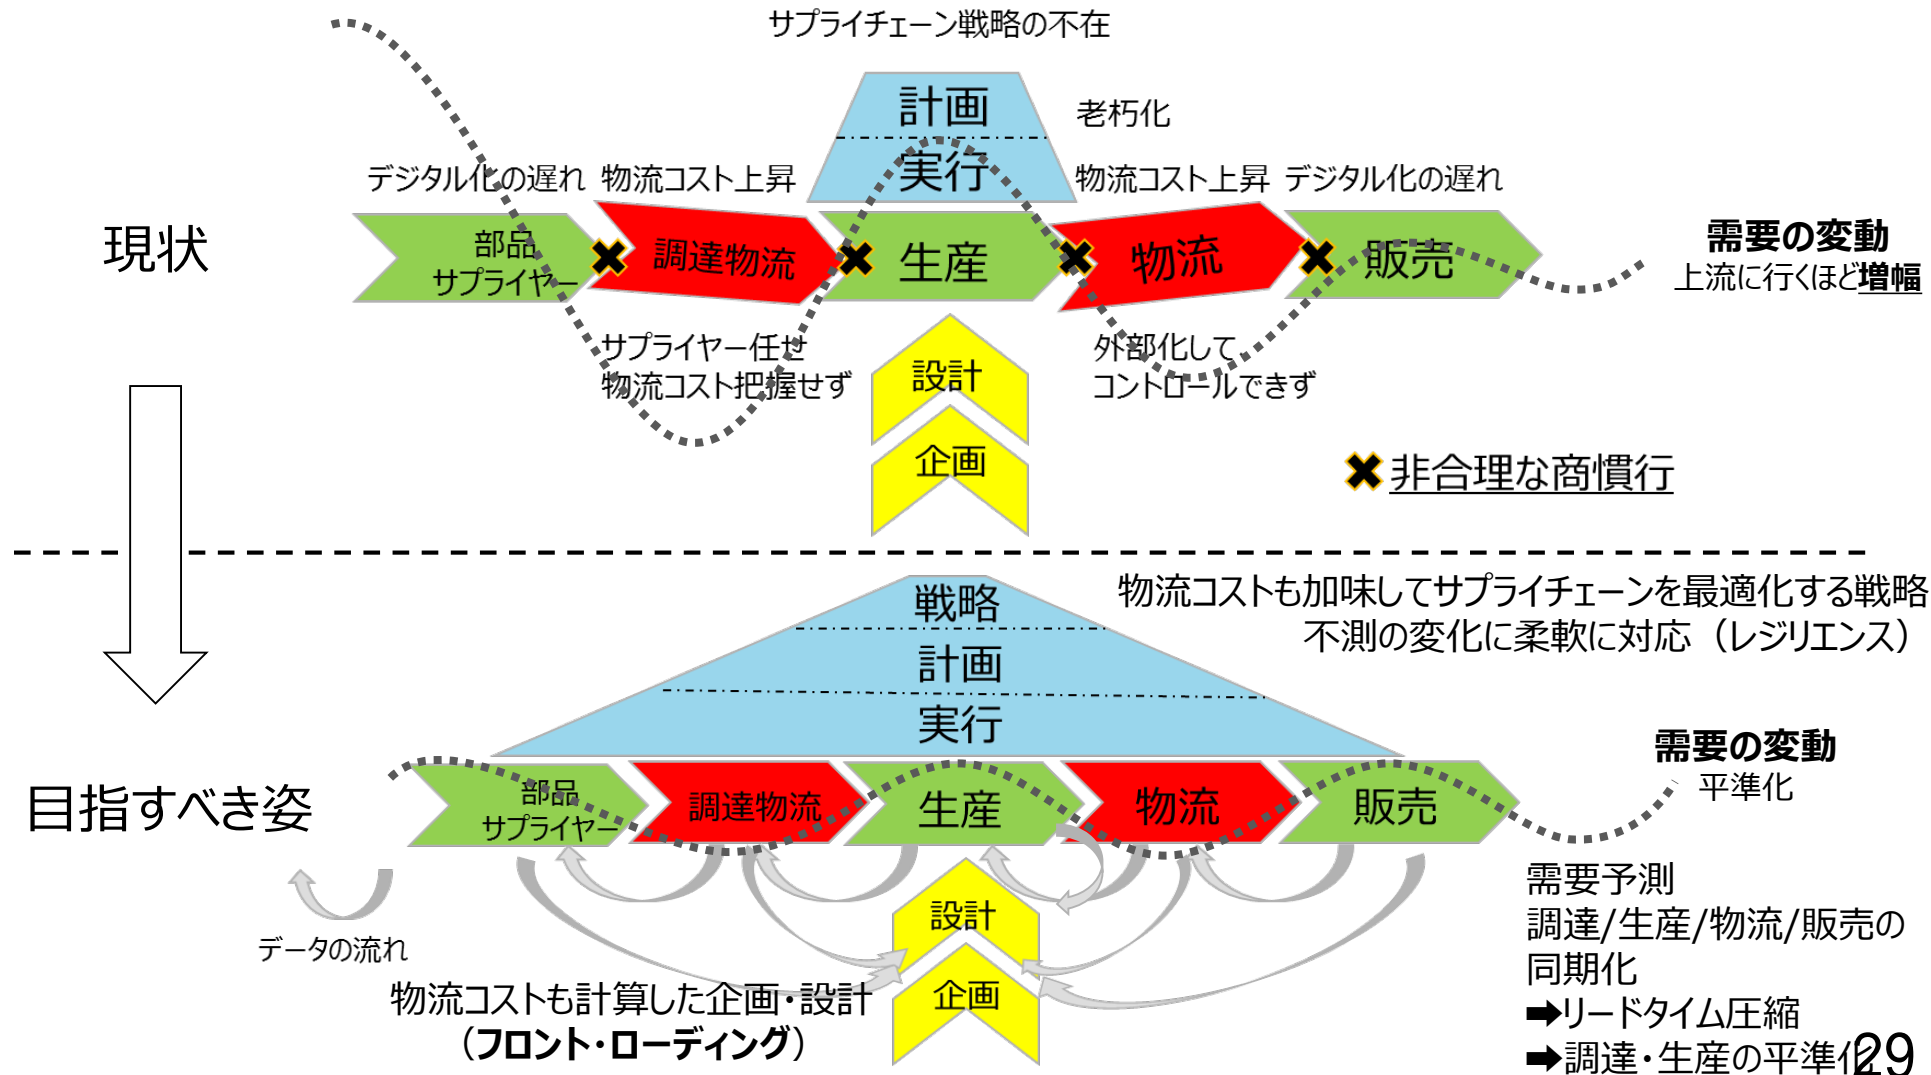 サプライチェーン戦略の不在
計画
老朽化
実行
デジタル化の遅れ
物流コスト上昇
物流コスト上昇
デジタル化の遅れ
現状
部品
サプライヤー
調達物流
生産
物流
販売
需要の変動
上流に行くほど増幅
サプライヤー任せ
物流コスト把握せず
外部化して
コントロールできず
設計
企画
非合理な商慣行
物流コストも加味してサプライチェーンを最適化する戦略
不測の変化に柔軟に対応（レジリエンス）
戦略
計画
実行
需要の変動
平準化
目指すべき姿
部品
サプライヤー
調達物流
生産
物流
販売
データの流れ
設計
企画
物流コストも計算した企画・設計
（フロント・ローディング）
需要予測
調達/生産/物流/販売の
同期化
➡リードタイム圧縮
➡調達・生産の平準化
29